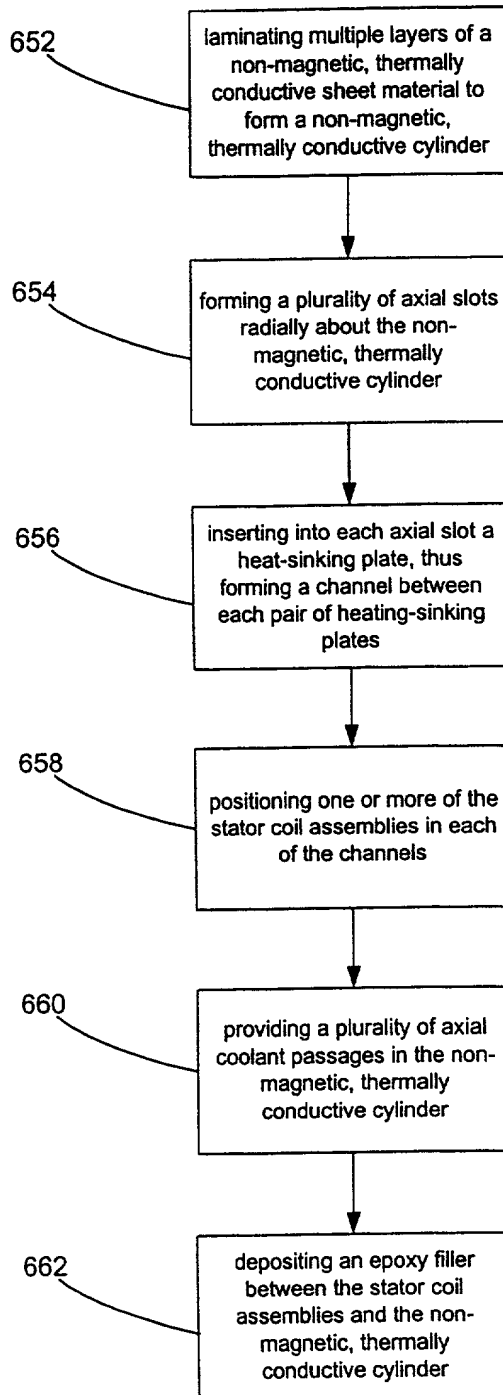 652
laminating multiple layers of a
non-magnetic, thermally
conductive sheet material to
form a non-magnetic,
thermally conductive cylinder
654
forming a plurality of axial slots
radially about the non-
magnetic, thermally
conductive cylinder
656
inserting into each axial slot a
heat-sinking plate, thus
forming a channel between
each pair of heating-sinking
plates
658
positioning one or more of the
stator coil assemblies in each
of the channels
660
providing a plurality of axial
coolant passages in the non-
magnetic, thermally
conductive cylinder
662
depositing an epoxy filler
between the stator coil
assemblies and the non-
magnetic, thermally
conductive cylinder